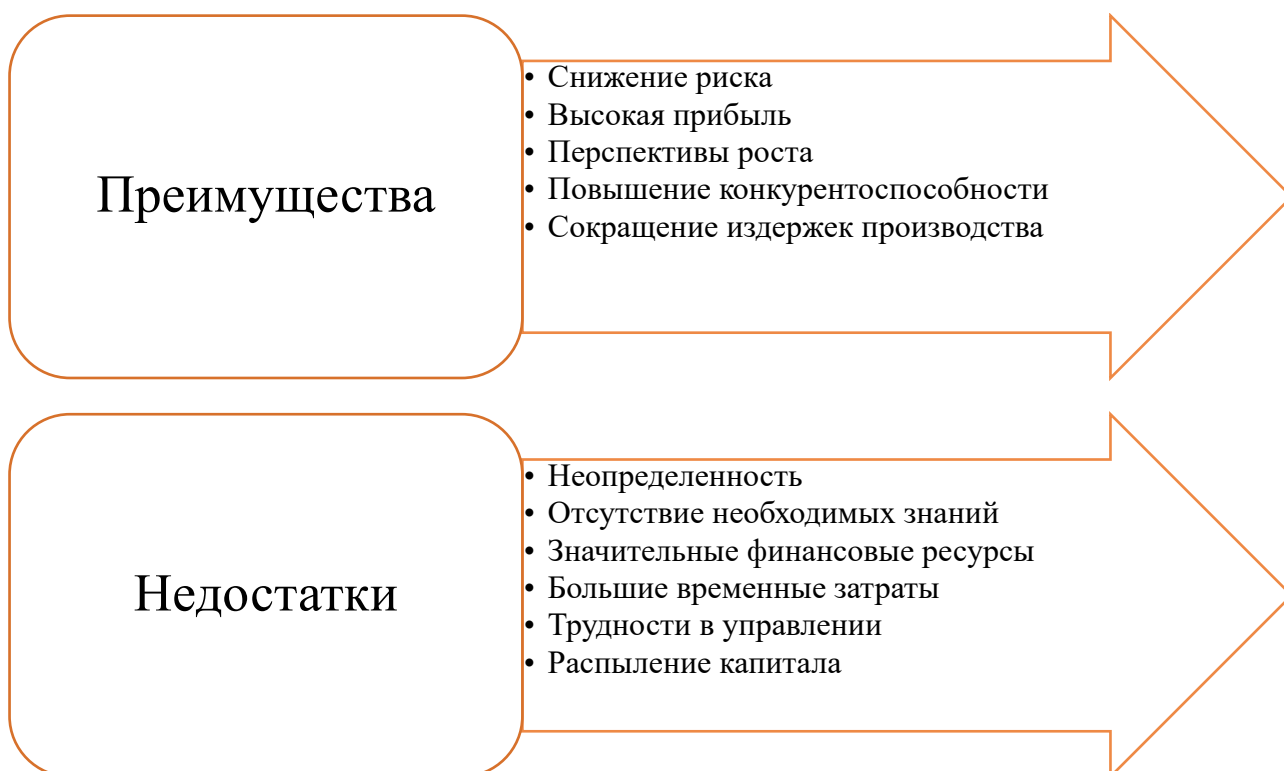 Преимущества
• Снижение риска
• Высокая прибыль
• Перспективы роста
• Повышение конкурентоспособности
• Сокращение издержек производства
Недостатки
• Неопределенность
• Отсутствие необходимых знаний
• Значительные финансовые ресурсы
• Большие временные затраты
• Трудности в управлении
• Распыление капитала